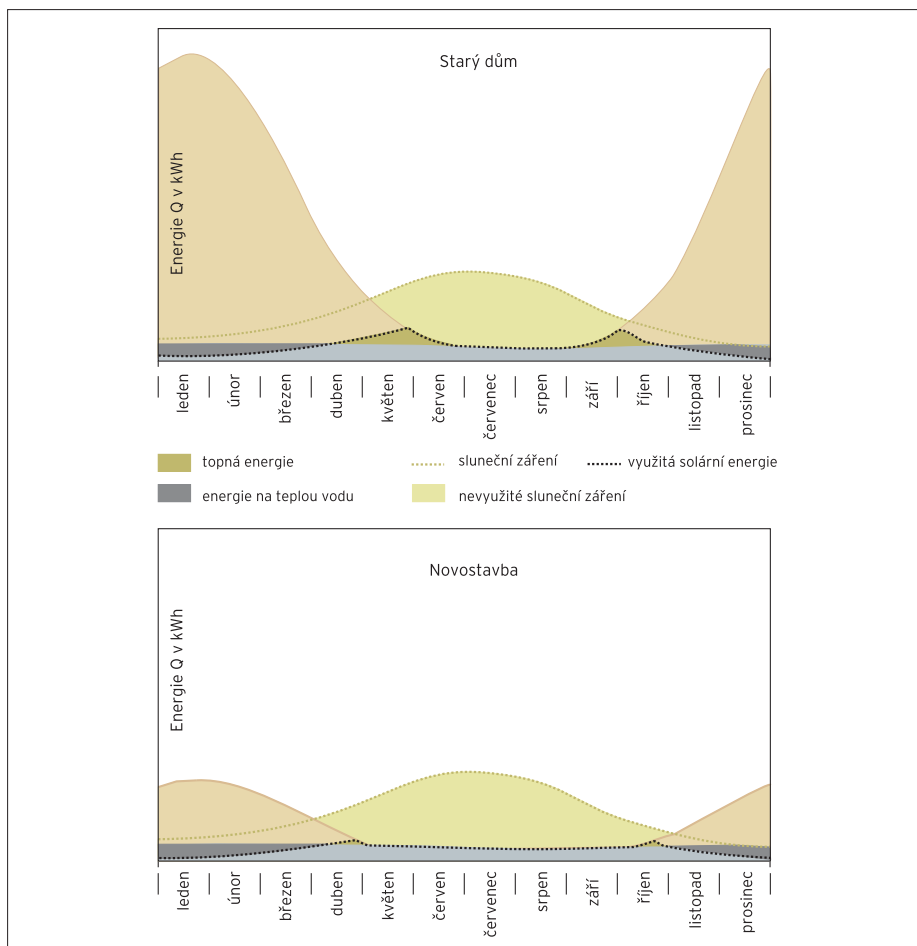 Starý dům
Energie Q v kWh
leden
únor
březen
duben
květen
červen
červenec
srpen
září
říjen
listopad
prosinec
topná energie
sluneční záření
využitá solární energie
energie na teplou vodu
nevyužité sluneční záření
Novostavba
Energie Q v kWh
leden
únor
březen
duben
květen
červen
červenec
srpen
září
říjen
listopad
prosinec